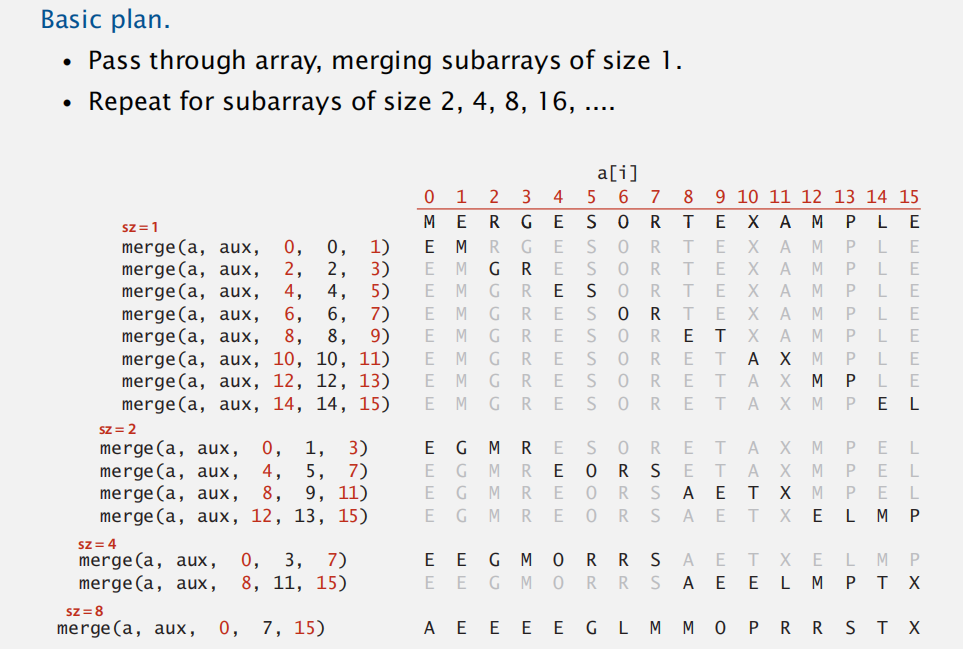 Basic plan.
• Pass through array, merging subarrays of size 1.
• Repeat for subarrays of size 2, 4, 8, 16, ....
a[i]
0 1 2 3 4 5 6 7 8 9 10 11 12 13 14 15
M E R G E S O R T E X A M P L E
sz = 1
merge(a, aux, 0, 0, 1) E M R G E S O R T E X A M P L E
merge(a, aux, 2, 2, 3) E M G R E S O R T E X A M P L E
merge(a, aux, 4, 4, 5) E M G R E S O R T E X A M P L E
merge(a, aux, 6, 6, 7) E M G R E S O R T E X A M P L E
merge(a, aux, 8, 8, 9) E M G R E S O R E T X A M P L E
merge(a, aux, 10, 10, 11) E M G R E S O R E T A X M P L E
merge(a, aux, 12, 12, 13) E M G R E S O R E T A X M P L E
merge(a, aux, 14, 14, 15) E M G R E S O R E T A X M P E L
sz = 2
merge(a, aux, 0, 1, 3) E G M R E S O R E T A X M P E L
merge(a, aux, 4, 5, 7) E G M R E O R S E T A X M P E L
merge(a, aux, 8, 9, 11) E G M R E O R S A E T X M P E L
merge(a, aux, 12, 13, 15) E G M R E O R S A E T X E L M P
sz = 4
merge(a, aux, 0, 3, 7) E E G M O R R S A E T X E L M P
merge(a, aux, 8, 11, 15) E E G M O R R S A E E L M P T X
sz = 8
merge(a, aux, 0, 7, 15) A E E E E G L M M O P R R S T X